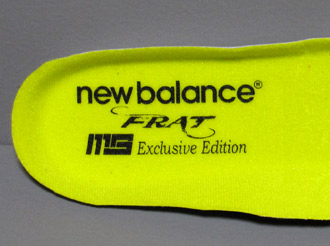 new balance®
FRAT
MS Exclusive Edition